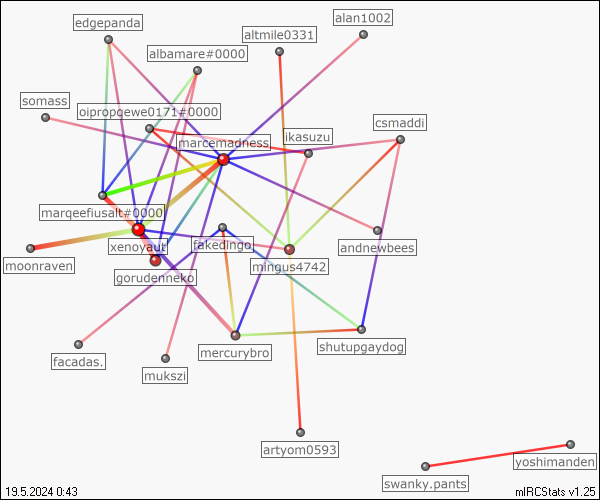 edgepanda
alan1002
altmile0331
albamare#0000
somass
oipropqewe0171#0000
csmaddi
marcemadness
ikasuzu
marqeefiusalt#0000
xenoyaut
fakedingo
andnewbees
moonraven
gorudenneko
mingus4742
mercurybro
shutupgaydog
facadas.
mukszi
artyom0593
yoshimanden
swanky.pants
19.5.2024 0:43
mIRCStats v1.25